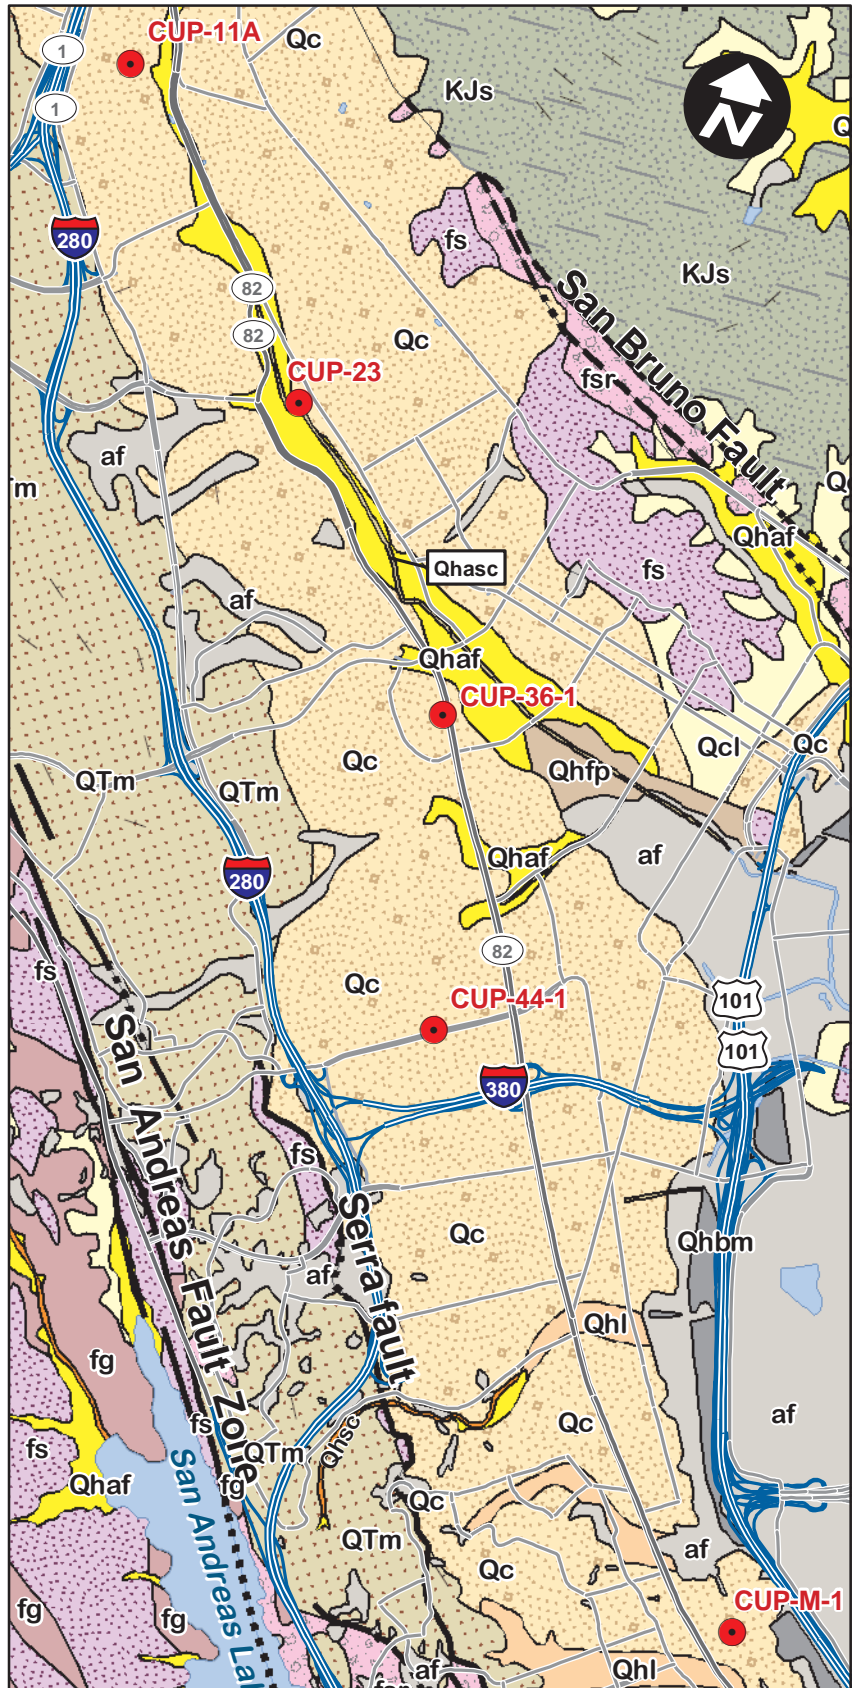 CUP-11A
Qc
1
KJs
1
N
Q
280
fs
KJs
82
San Bruno Fault
82
Qc
CUP-23
fsr
af
m
Qhaf
Qhasc
fs
af
Qhaf
CUP-36-1
Qc
Qcl
Qc
QTm
QTm
Qhfp
Qhaf
af
280
82
fs
Qc
CUP-44-1
101
San Andreas Fault Zone
101
380
fs
Serra fault
Qc
Qhbm
af
Qhl
fg
fs
Qc
af
QTm
Qhsc
fs
Qhaf
fg
San Andreas Lak
Qc
QTm
af
Qc
CUP-M-1
fg
fg
af
Qhl